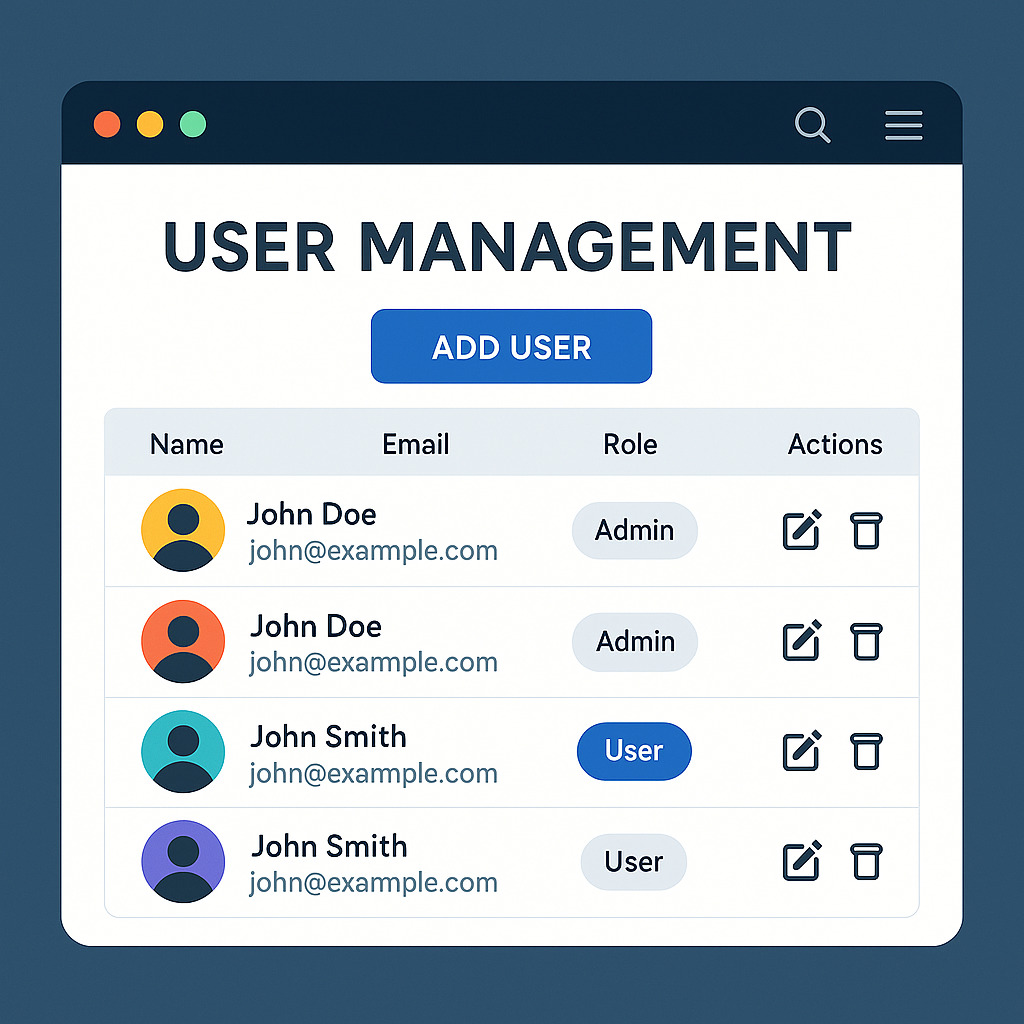 USER MANAGEMENT
ADD USER
Name Email Role Actions
John Doe
john@example.com
Admin
John Doe
john@example.com
Admin
John Smith
john@example.com
User
John Smith
john@example.com
User